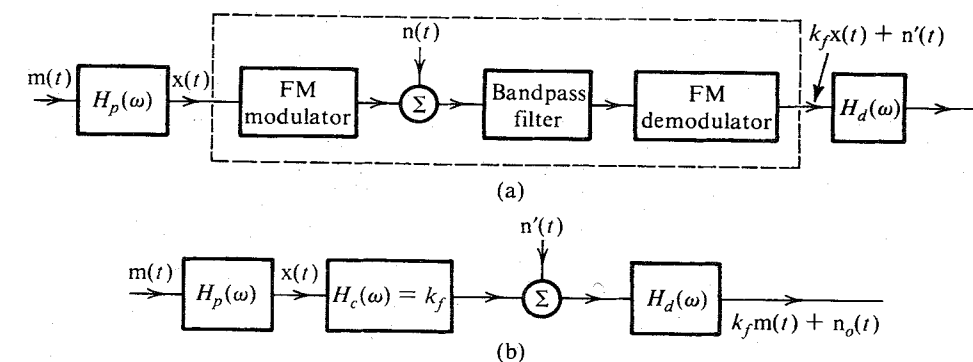 n(t)
k_f x(t) + n'(t)
m(t)
H_p(ω)
x(t)
FM
modulator
Σ
Bandpass
filter
FM
demodulator
H_d(ω)
(a)
n'(t)
m(t)
H_p(ω)
x(t)
H_c(ω) = k_f
Σ
H_d(ω)
k_f m(t) + n_o(t)
(b)